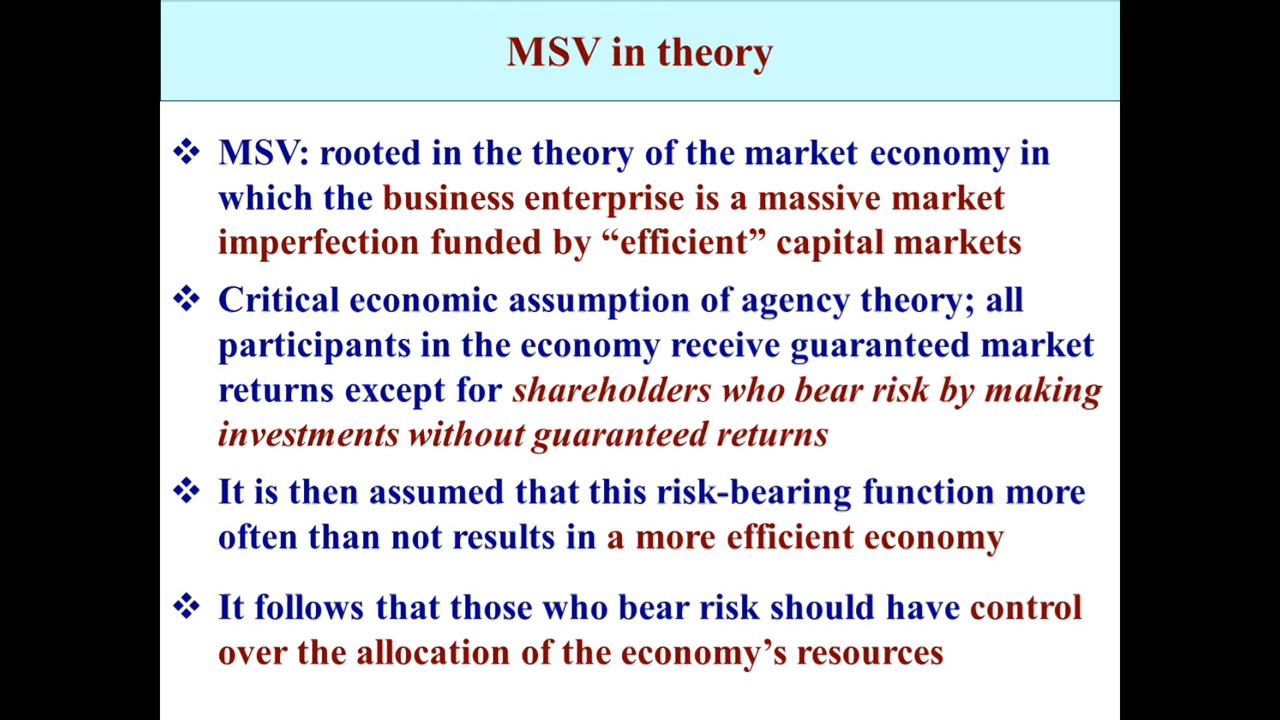 MSV in theory
❖ MSV: rooted in the theory of the market economy in
which the business enterprise is a massive market
imperfection funded by “efficient” capital markets
❖ Critical economic assumption of agency theory; all
participants in the economy receive guaranteed market
returns except for shareholders who bear risk by making
investments without guaranteed returns
❖ It is then assumed that this risk-bearing function more
often than not results in a more efficient economy
❖ It follows that those who bear risk should have control
over the allocation of the economy’s resources